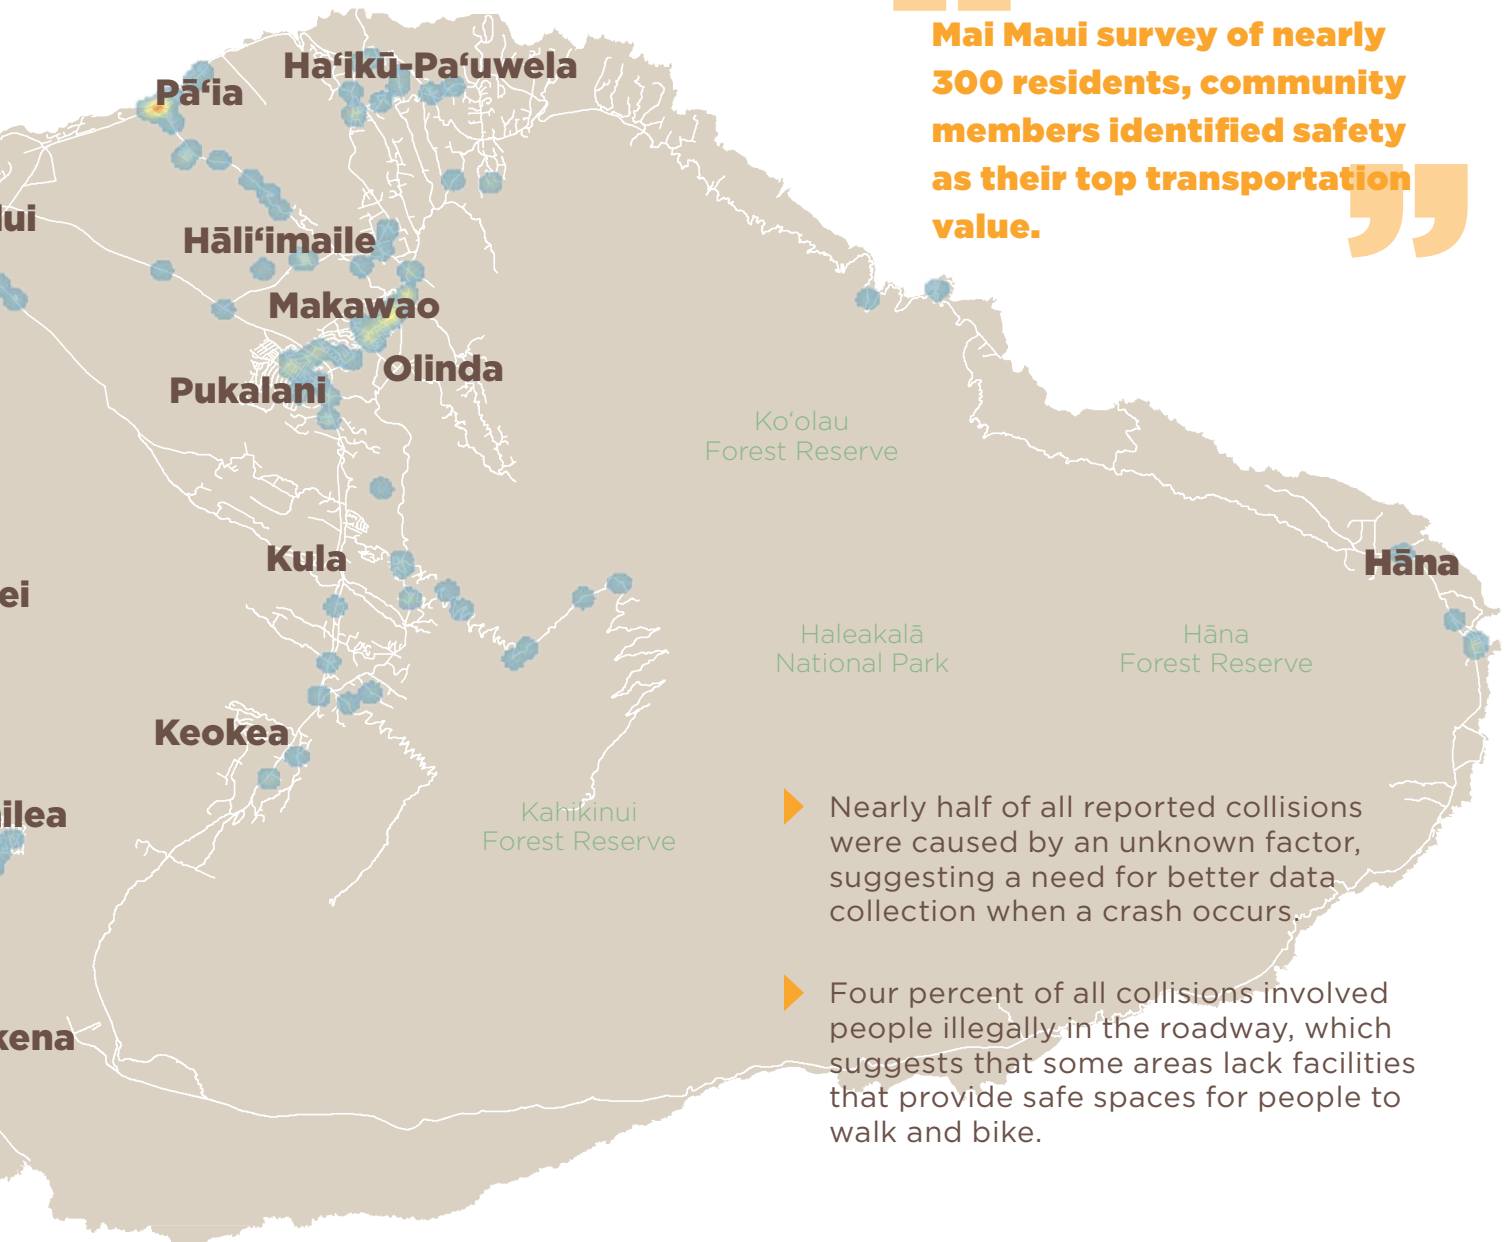 Mai Maui survey of nearly
300 residents, community
members identified safety
as their top transportation
value.
”
Haʻikū-Paʻuwela
Pāʻia
lui
Hāliʻimaile
Makawao
Olinda
Pukalani
Koʻolau
Forest Reserve
Kula
Hāna
ei
Haleakalā
National Park
Hāna
Forest Reserve
Keokea
ilea
Kahikinui
Forest Reserve
Nearly half of all reported collisions
were caused by an unknown factor,
suggesting a need for better data
collection when a crash occurs.
kena
Four percent of all collisions involved
people illegally in the roadway, which
suggests that some areas lack facilities
that provide safe spaces for people to
walk and bike.